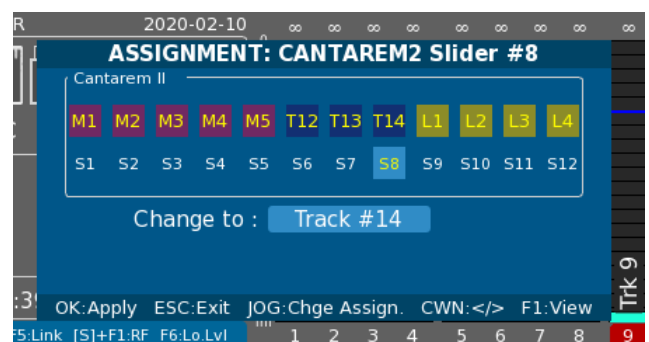 R 2020-02-10 ∞ ∞ ∞ ∞ ∞ ∞ ∞ ∞ ∞
ASSIGNMENT: CANTAREM2 Slider #8
Cantarem II
M1 M2 M3 M4 M5 T12 T13 T14 L1 L2 L3 L4
S1 S2 S3 S4 S5 S6 S7 S8 S9 S10 S11 S12
Change to : Track #14
Trk 9
OK:Apply ESC:Exit JOG:Chge Assign. CWN:</> F1:View
F5:Link [S]+F1:RF F6:Lo.Lvl 1 2 3 4 5 6 7 8 9